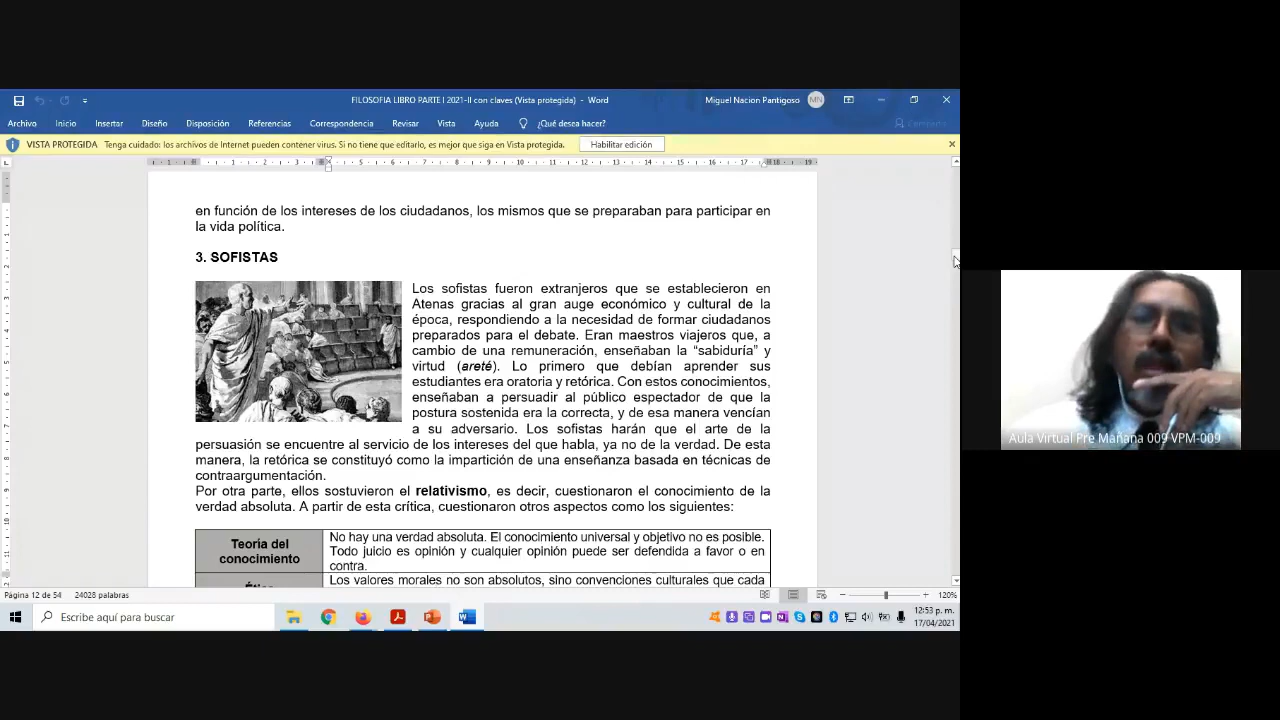 FILOSOFIA LIBRO PARTE I 2021-II con claves (Vista protegida) - Word
Miguel Nacion Pantigoso
MN
Archivo Inicio Insertar Diseño Disposición Referencias Correspondencia Revisar Vista Ayuda ¿Qué desea hacer?
VISTA PROTEGIDA Tenga cuidado: los archivos de Internet pueden contener virus. Si no tiene que editarlo, es mejor que siga en Vista protegida. Habilitar edición
en función de los intereses de los ciudadanos, los mismos que se preparaban para participar en
la vida política.
3. SOFISTAS
Los sofistas fueron extranjeros que se establecieron en
Atenas gracias al gran auge económico y cultural de la
época, respondiendo a la necesidad de formar ciudadanos
preparados para el debate. Eran maestros viajeros que, a
cambio de una remuneración, enseñaban la “sabiduría” y
virtud (areté). Lo primero que debían aprender sus
estudiantes era oratoria y retórica. Con estos conocimientos,
enseñaban a persuadir al público espectador de que la
postura sostenida era la correcta, y de esa manera vencían
a su adversario. Los sofistas harán que el arte de la
persuasión se encuentre al servicio de los intereses del que habla, ya no de la verdad. De esta
manera, la retórica se constituyó como la impartición de una enseñanza basada en técnicas de
contraargumentación.
Por otra parte, ellos sostuvieron el relativismo, es decir, cuestionaron el conocimiento de la
verdad absoluta. A partir de esta crítica, cuestionaron otros aspectos como los siguientes:
Teoría del
conocimiento
No hay una verdad absoluta. El conocimiento universal y objetivo no es posible.
Todo juicio es opinión y cualquier opinión puede ser defendida a favor o en
contra.
Los valores morales no son absolutos, sino convenciones culturales que cada
Página 12 de 54 24028 palabras
120%
Escribe aquí para buscar
12:53 p. m.
17/04/2021
Aula Virtual Pre Mañana 009 VPM-009